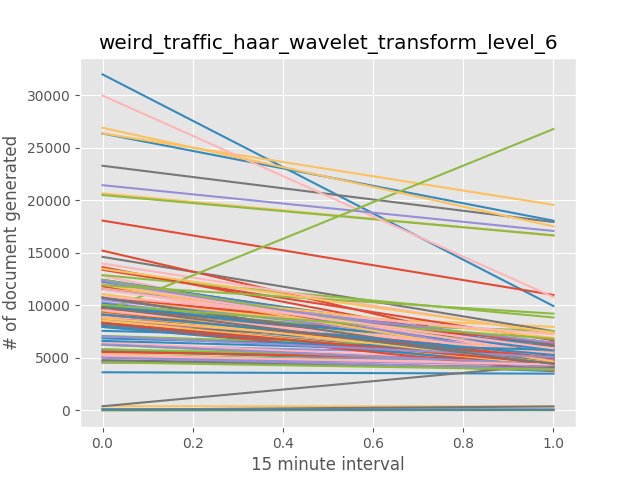 weird_traffic_haar_wavelet_transform_level_6
# of document generated
30000
25000
20000
15000
10000
5000
0
0.0 0.2 0.4 0.6 0.8 1.0
15 minute interval